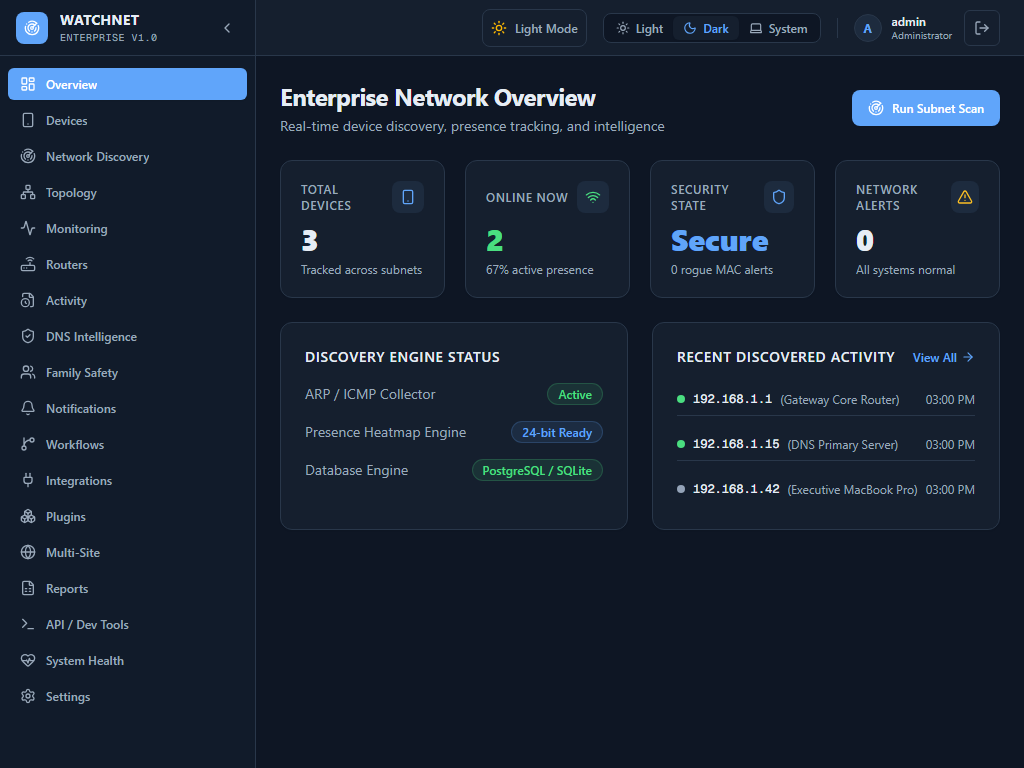 WATCHNET
ENTERPRISE V1.0
Light Mode
Light
Dark
System
A
admin
Administrator
Overview
Devices
Network Discovery
Topology
Monitoring
Routers
Activity
DNS Intelligence
Family Safety
Notifications
Workflows
Integrations
Plugins
Multi-Site
Reports
API / Dev Tools
System Health
Settings
Enterprise Network Overview
Real-time device discovery, presence tracking, and intelligence
Run Subnet Scan
TOTAL
DEVICES
3
Tracked across subnets
ONLINE NOW
2
67% active presence
SECURITY
STATE
Secure
0 rogue MAC alerts
NETWORK
ALERTS
0
All systems normal
DISCOVERY ENGINE STATUS
ARP / ICMP Collector
Active
Presence Heatmap Engine
24-bit Ready
Database Engine
PostgreSQL / SQLite
RECENT DISCOVERED ACTIVITY
View All
192.168.1.1 (Gateway Core Router) 03:00 PM
192.168.1.15 (DNS Primary Server) 03:00 PM
192.168.1.42 (Executive MacBook Pro) 03:00 PM